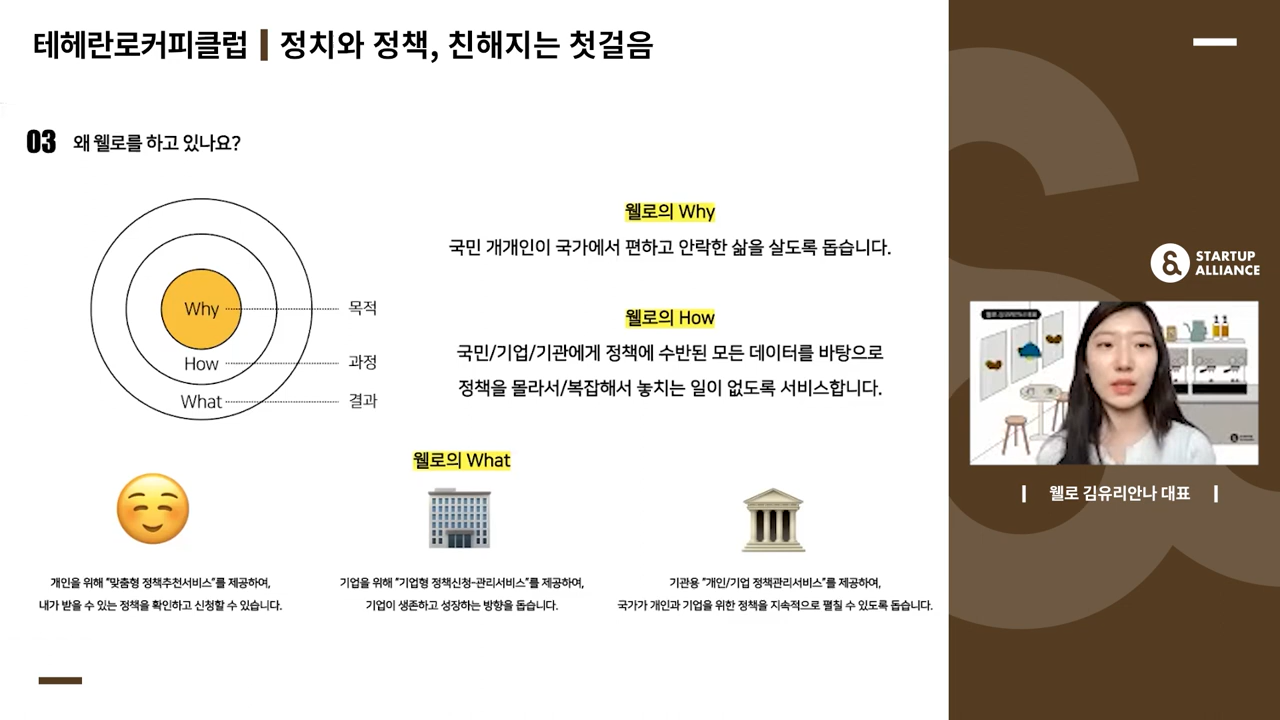 테헤란로커피클럽 | 정치와 정책, 친해지는 첫걸음
03 왜 웰로를 하고 있나요?
Why 목적
How 과정
What 결과
웰로의 Why
국민 개개인이 국가에서 편하고 안락한 삶을 살도록 돕습니다.
웰로의 How
국민/기업/기관에게 정책에 수반된 모든 데이터를 바탕으로
정책을 몰라서/복잡해서 놓치는 일이 없도록 서비스합니다.
웰로의 What
개인을 위해 "맞춤형 정책추천서비스"를 제공하여,
내가 받을 수 있는 정책을 확인하고 신청할 수 있습니다.
기업을 위해 "기업형 정책신청-관리서비스"를 제공하여,
기업이 생존하고 성장하는 방향을 돕습니다.
기관용 "개인/기업 정책관리서비스"를 제공하여,
국가가 개인과 기업을 위한 정책을 지속적으로 펼칠 수 있도록 돕습니다.
STARTUP
ALLIANCE
웰로 김유리안나 대표
| 웰로 김유리안나 대표 |